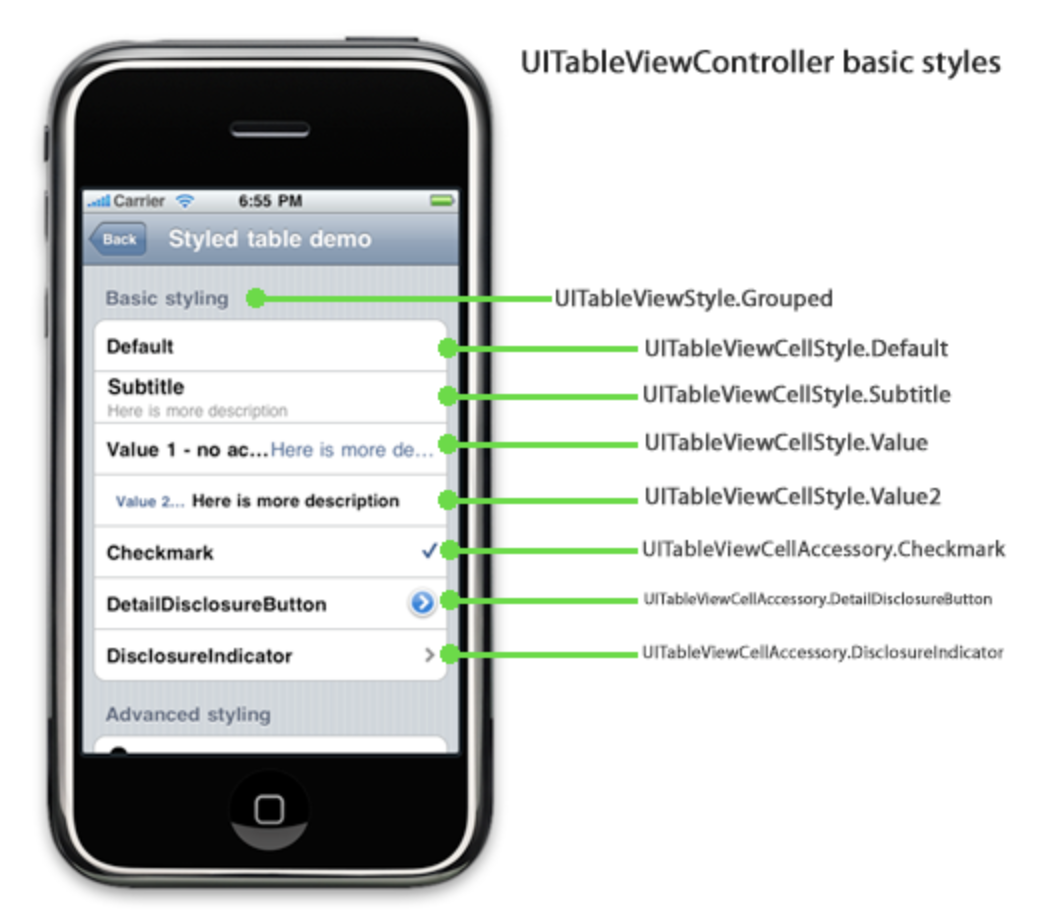 UITableViewController basic styles
Carrier 6:55 PM
Back Styled table demo
Basic styling UITableViewStyle.Grouped
Default UITableViewCellStyle.Default
Subtitle UITableViewCellStyle.Subtitle
Here is more description
Value 1 - no ac... Here is more de... UITableViewCellStyle.Value
Value 2... Here is more description UITableViewCellStyle.Value2
Checkmark UITableViewCellAccessory.Checkmark
DetailDisclosureButton UITableViewCellAccessory.DetailDisclosureButton
DisclosureIndicator UITableViewCellAccessory.DisclosureIndicator
Advanced styling